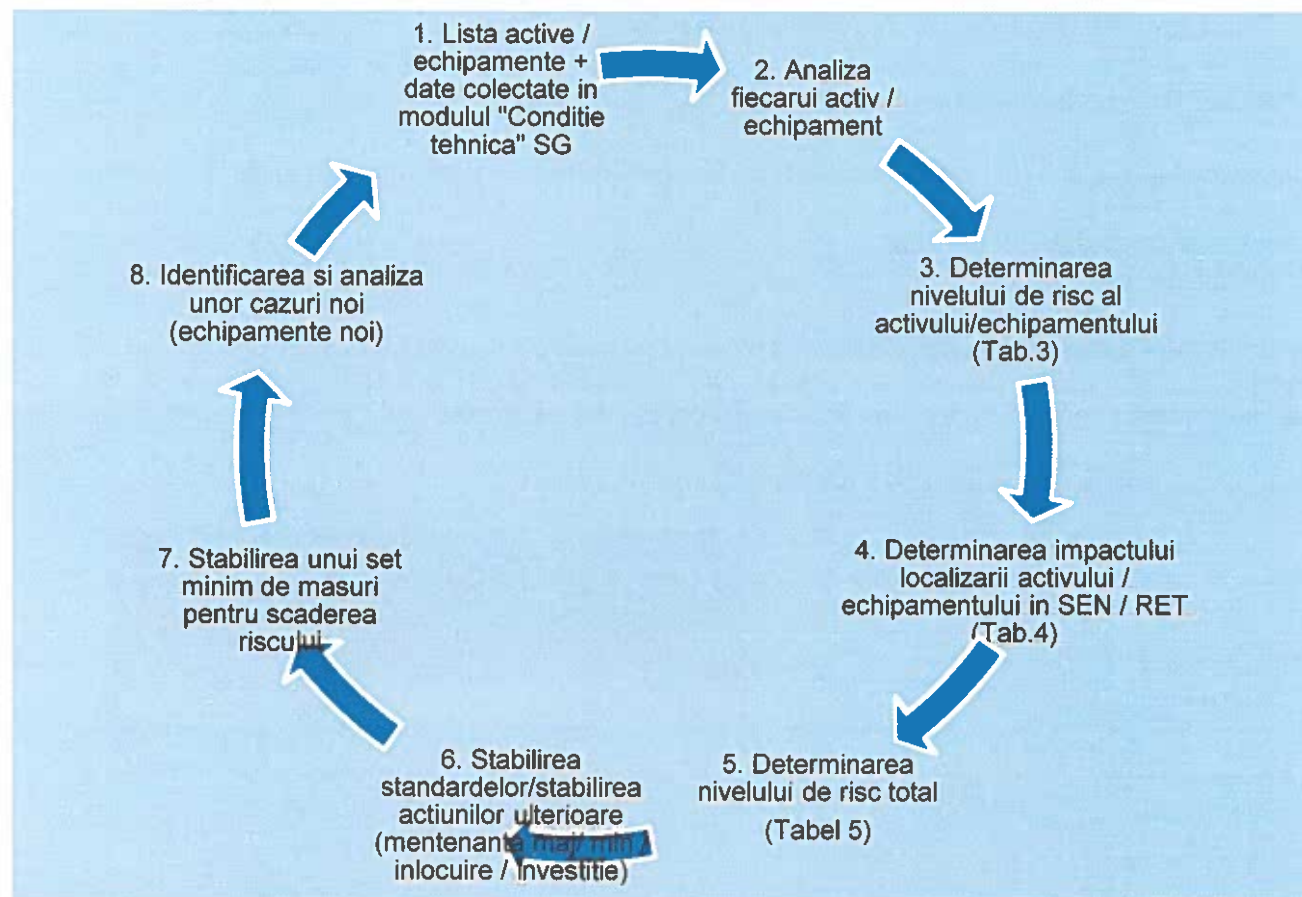 1. Lista active /
echipamente +
date colectate in
modulul "Conditie
tehnica" SG
2. Analiza
fiecarui activ /
echipament
3. Determinarea
nivelului de risc al
activului/echipamentului
(Tab.3)
4. Determinarea impactului
localizarii activului /
echipamentului in SEN / RET
(Tab.4)
5. Determinarea
nivelului de risc total
(Tabel 5)
6. Stabilirea
standardelor/stabilirea
actiunilor ulterioare
(mentenanta maj/ min /
inlocuire / investitie)
7. Stabilirea unui set
minim de masuri
pentru scaderea
riscului
8. Identificarea si analiza
unor cazuri noi
(echipamente noi)